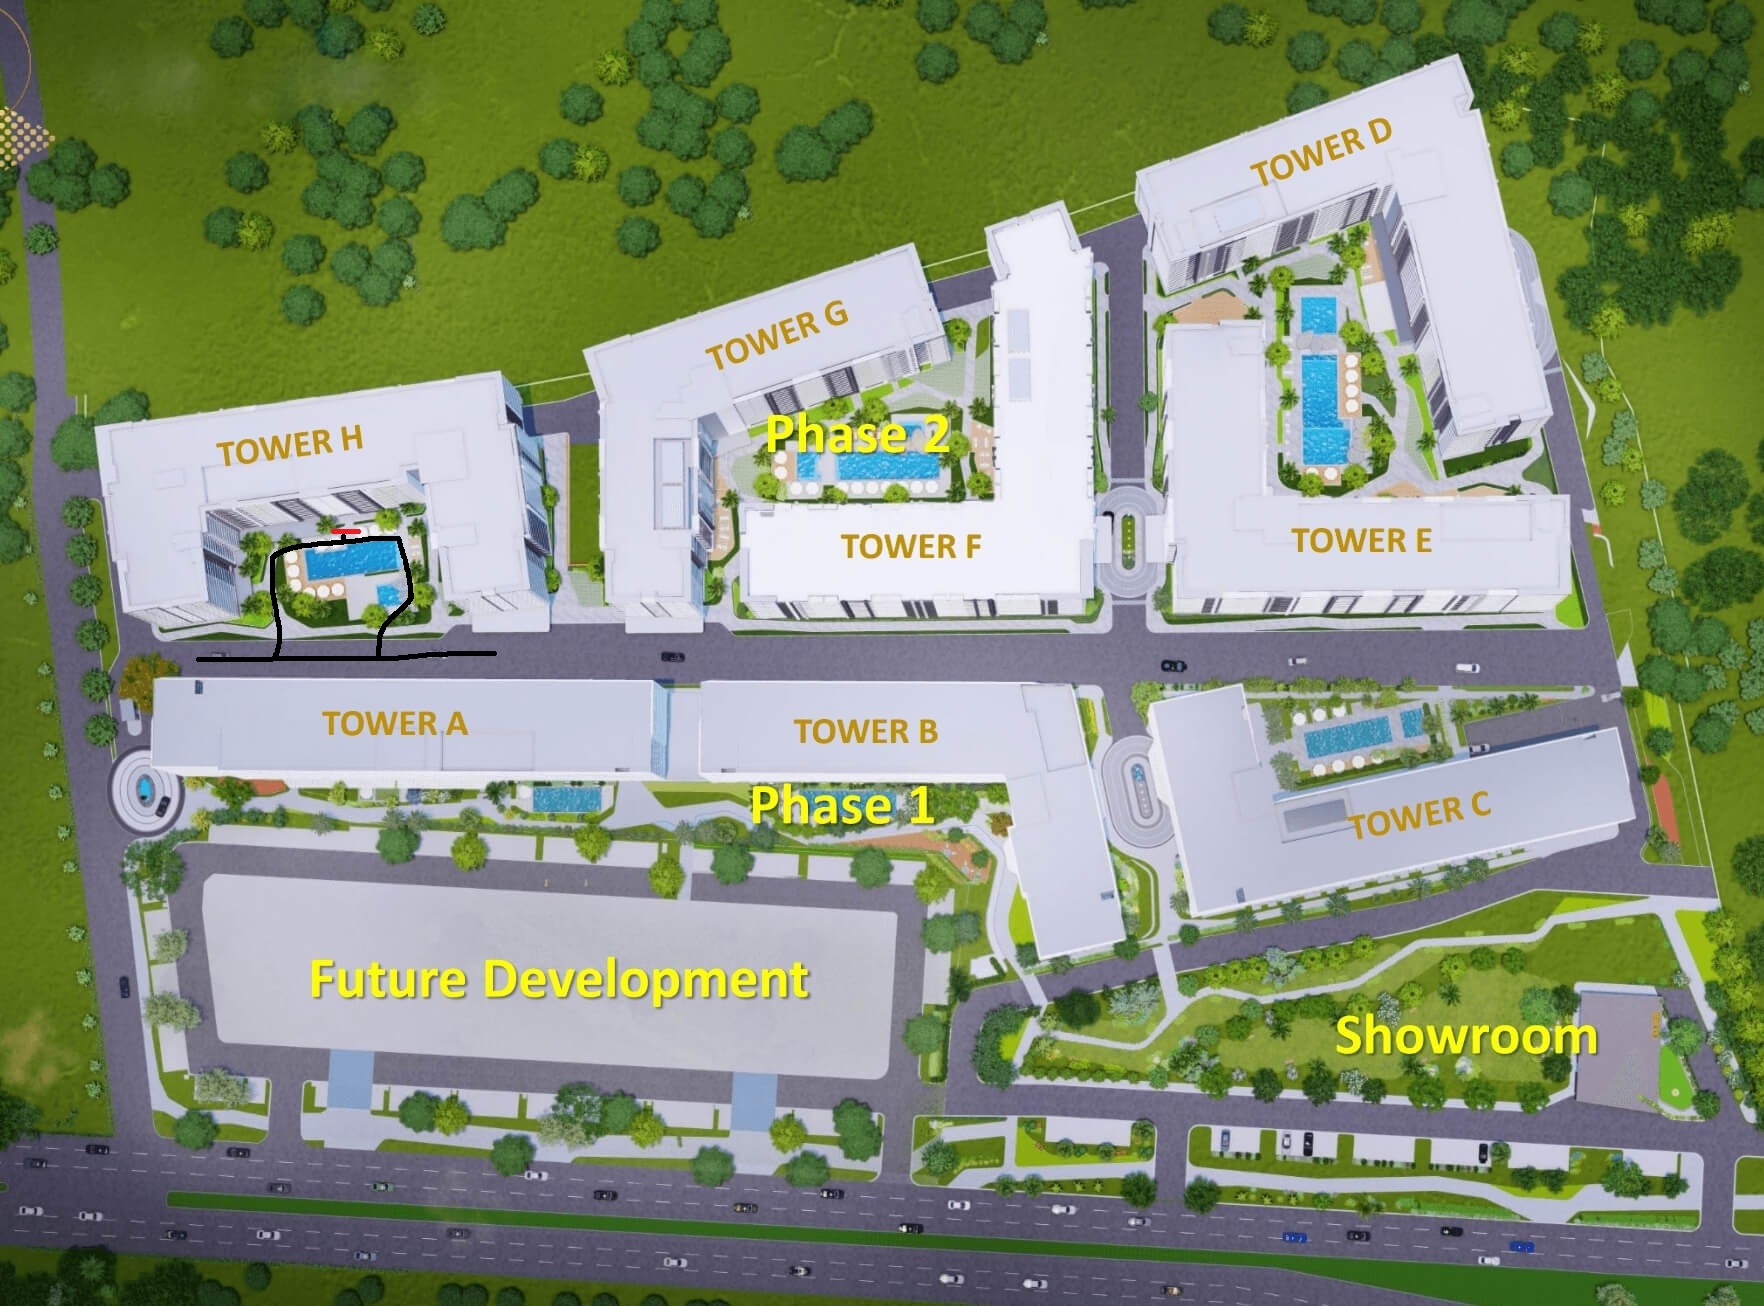 TOWER D
TOWER G
TOWER H
Phase 2
TOWER F
TOWER E
TOWER A
TOWER B
Phase 1
TOWER C
Future Development
Showroom